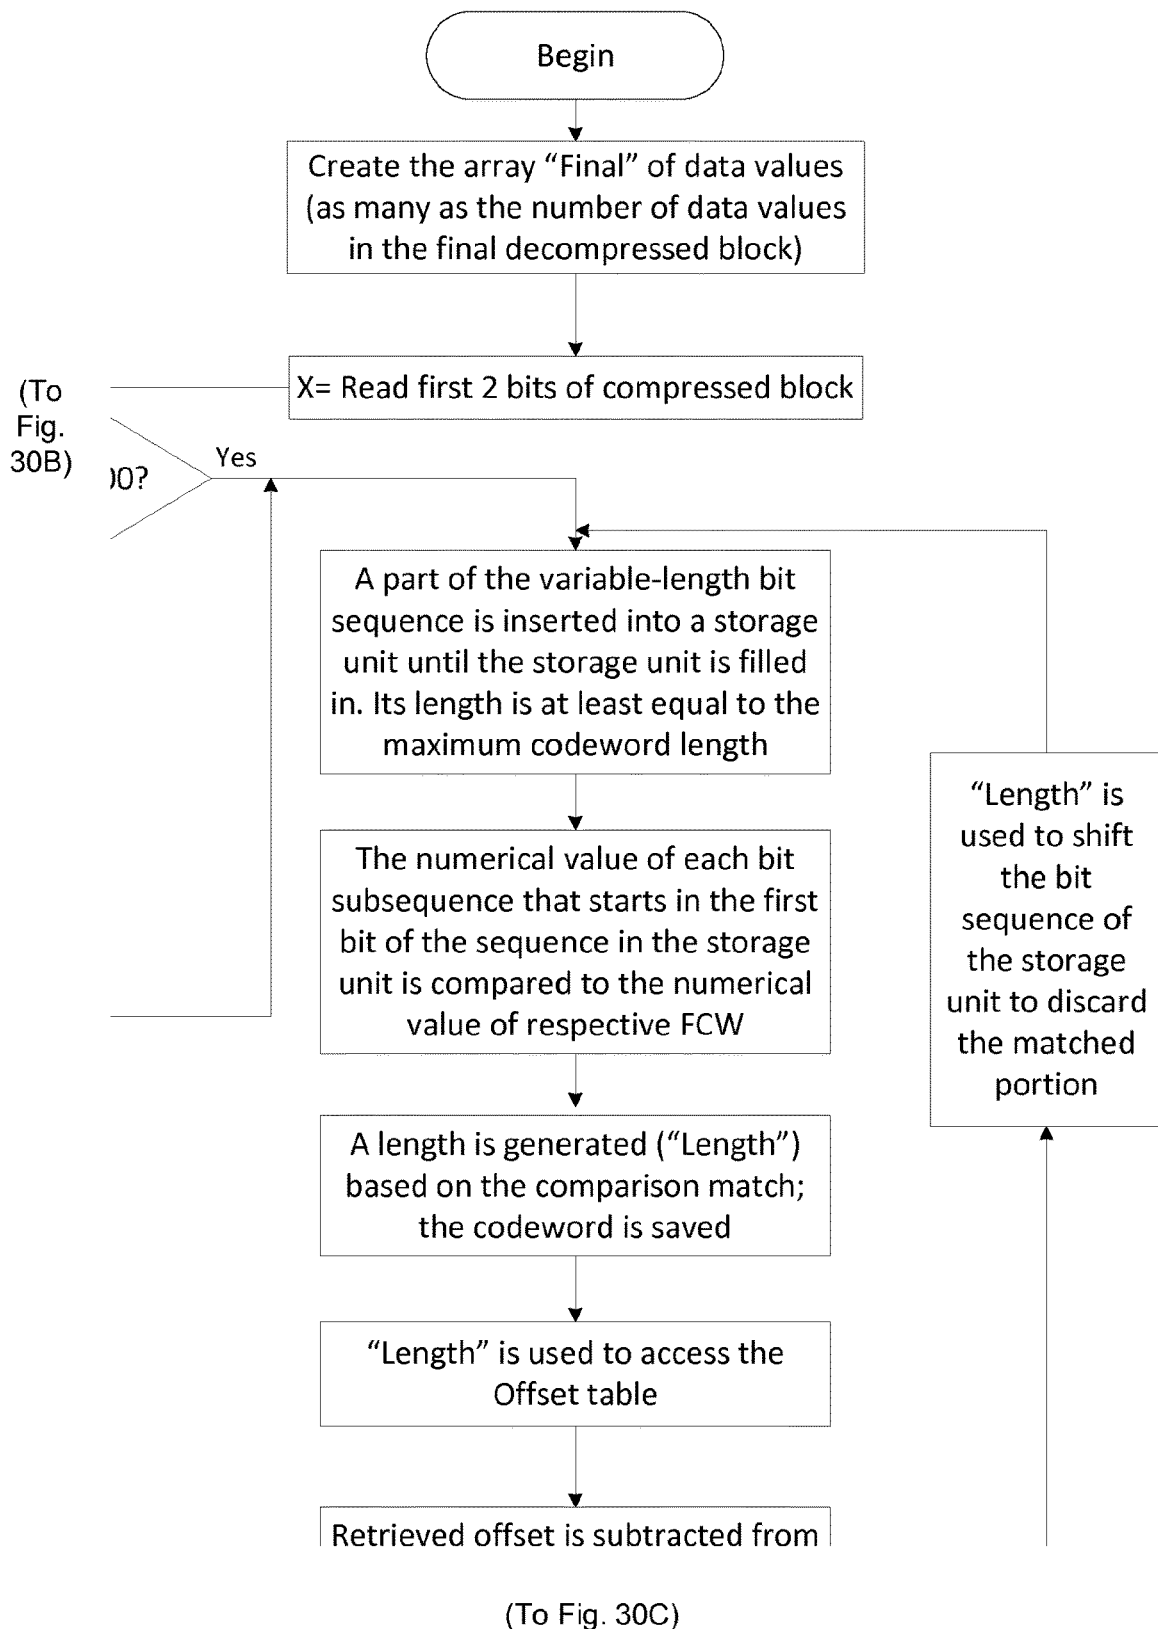 Begin
Create the array “Final” of data values
(as many as the number of data values
in the final decompressed block)
X= Read first 2 bits of compressed block
(To
Fig.
30B)
00?
Yes
A part of the variable-length bit
sequence is inserted into a storage
unit until the storage unit is filled
in. Its length is at least equal to the
maximum codeword length
The numerical value of each bit
subsequence that starts in the first
bit of the sequence in the storage
unit is compared to the numerical
value of respective FCW
“Length” is
used to shift
the bit
sequence of
the storage
unit to discard
the matched
portion
A length is generated (“Length”)
based on the comparison match;
the codeword is saved
“Length” is used to access the
Offset table
Retrieved offset is subtracted from
(To Fig. 30C)